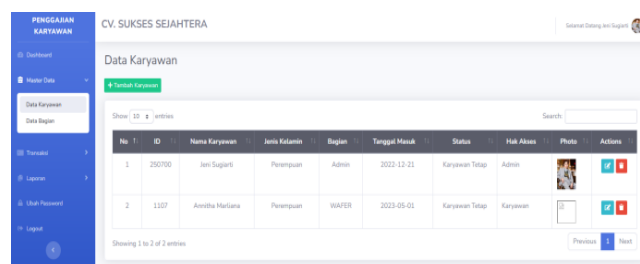 PENGGAJIAN
KARYAWAN
CV. SUKSES SEJAHTERA
Selamat Datang Jeni Sugiarti
Dashboard
Master Data
Data Karyawan
Data Bagian
Transaksi
Laporan
Ubah Password
Logout
Data Karyawan
+ Tambah Karyawan
Show 10 entries
Search:
No ID Nama Karyawan Jenis Kelamin Bagian Tanggal Masuk Status Hak Akses Photo Actions
1 250700 Jeni Sugiarti Perempuan Admin 2022-12-21 Karyawan Tetap Admin
2 1107 Annitha Marliana Perempuan WAFER 2023-05-01 Karyawan Tetap Karyawan
Showing 1 to 2 of 2 entries
Previous 1 Next